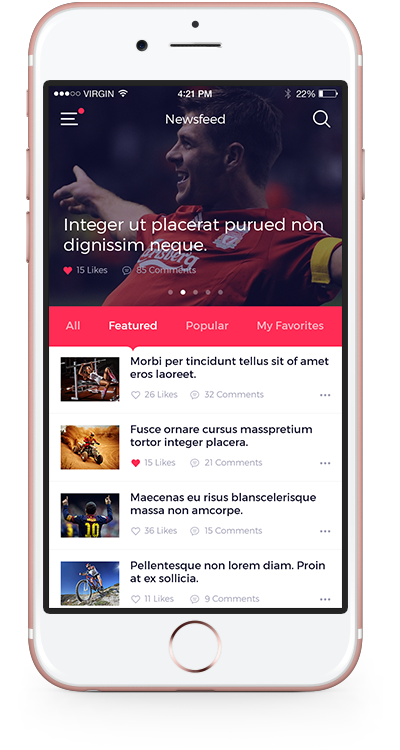 VIRGIN 4:21 PM 22%
Newsfeed
Integer ut placerat purued non
dignissim neque.
15 Likes 85 Comments
Carlsberg
All Featured Popular My Favorites
Morbi per tincidunt tellus sit of amet
eros laoreet.
26 Likes 32 Comments
Fusce ornare cursus masspretium
tortor integer placera.
15 Likes 21 Comments
Maecenas eu risus blanscelerisque
massa non amcorpe.
10
36 Likes 15 Comments
Pellentesque non lorem diam. Proin
at ex sollicia.
11 Likes 9 Comments